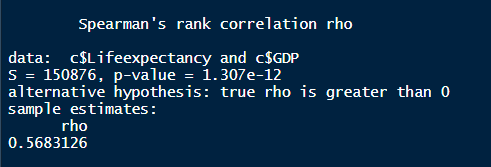 Spearman's rank correlation rho
data:  c$Lifeexpectancy and c$GDP
S = 150876, p-value = 1.307e-12
alternative hypothesis: true rho is greater than 0
sample estimates:
rho
0.5683126